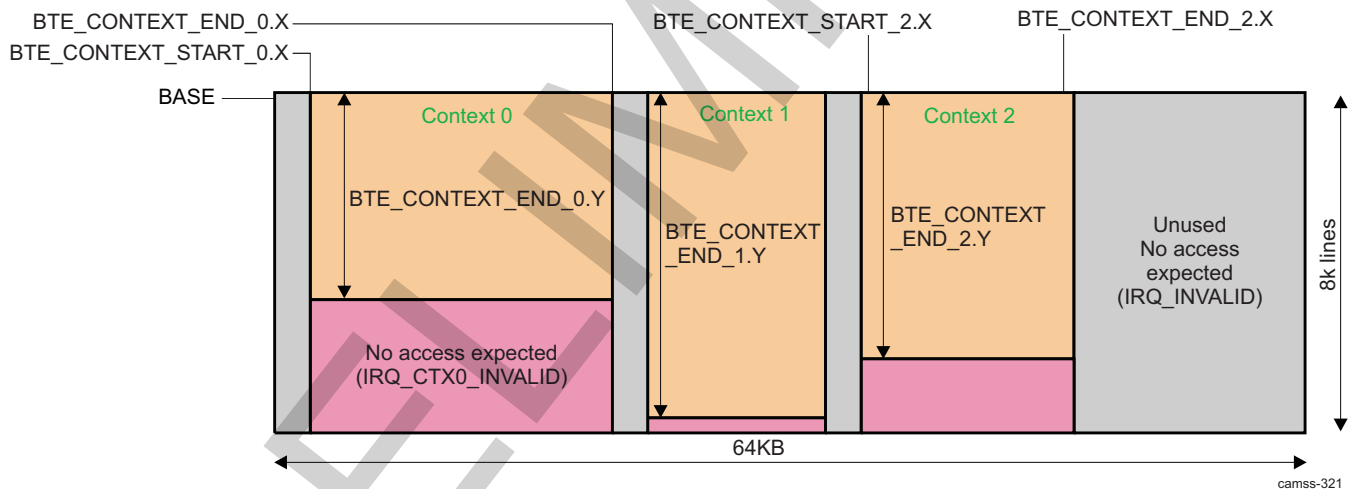 BTE_CONTEXT_END_0.X
BTE_CONTEXT_START_2.X
BTE_CONTEXT_END_2.X
BTE_CONTEXT_START_0.X
BASE
Context 0
Context 1
Context 2
BTE_CONTEXT_END_0.Y
BTE_CONTEXT
_END_1.Y
BTE_CONTEXT
_END_2.Y
Unused
No access
expected
(IRQ_INVALID)
8k lines
No access expected
(IRQ_CTX0_INVALID)
64KB
camss-321
ELIM